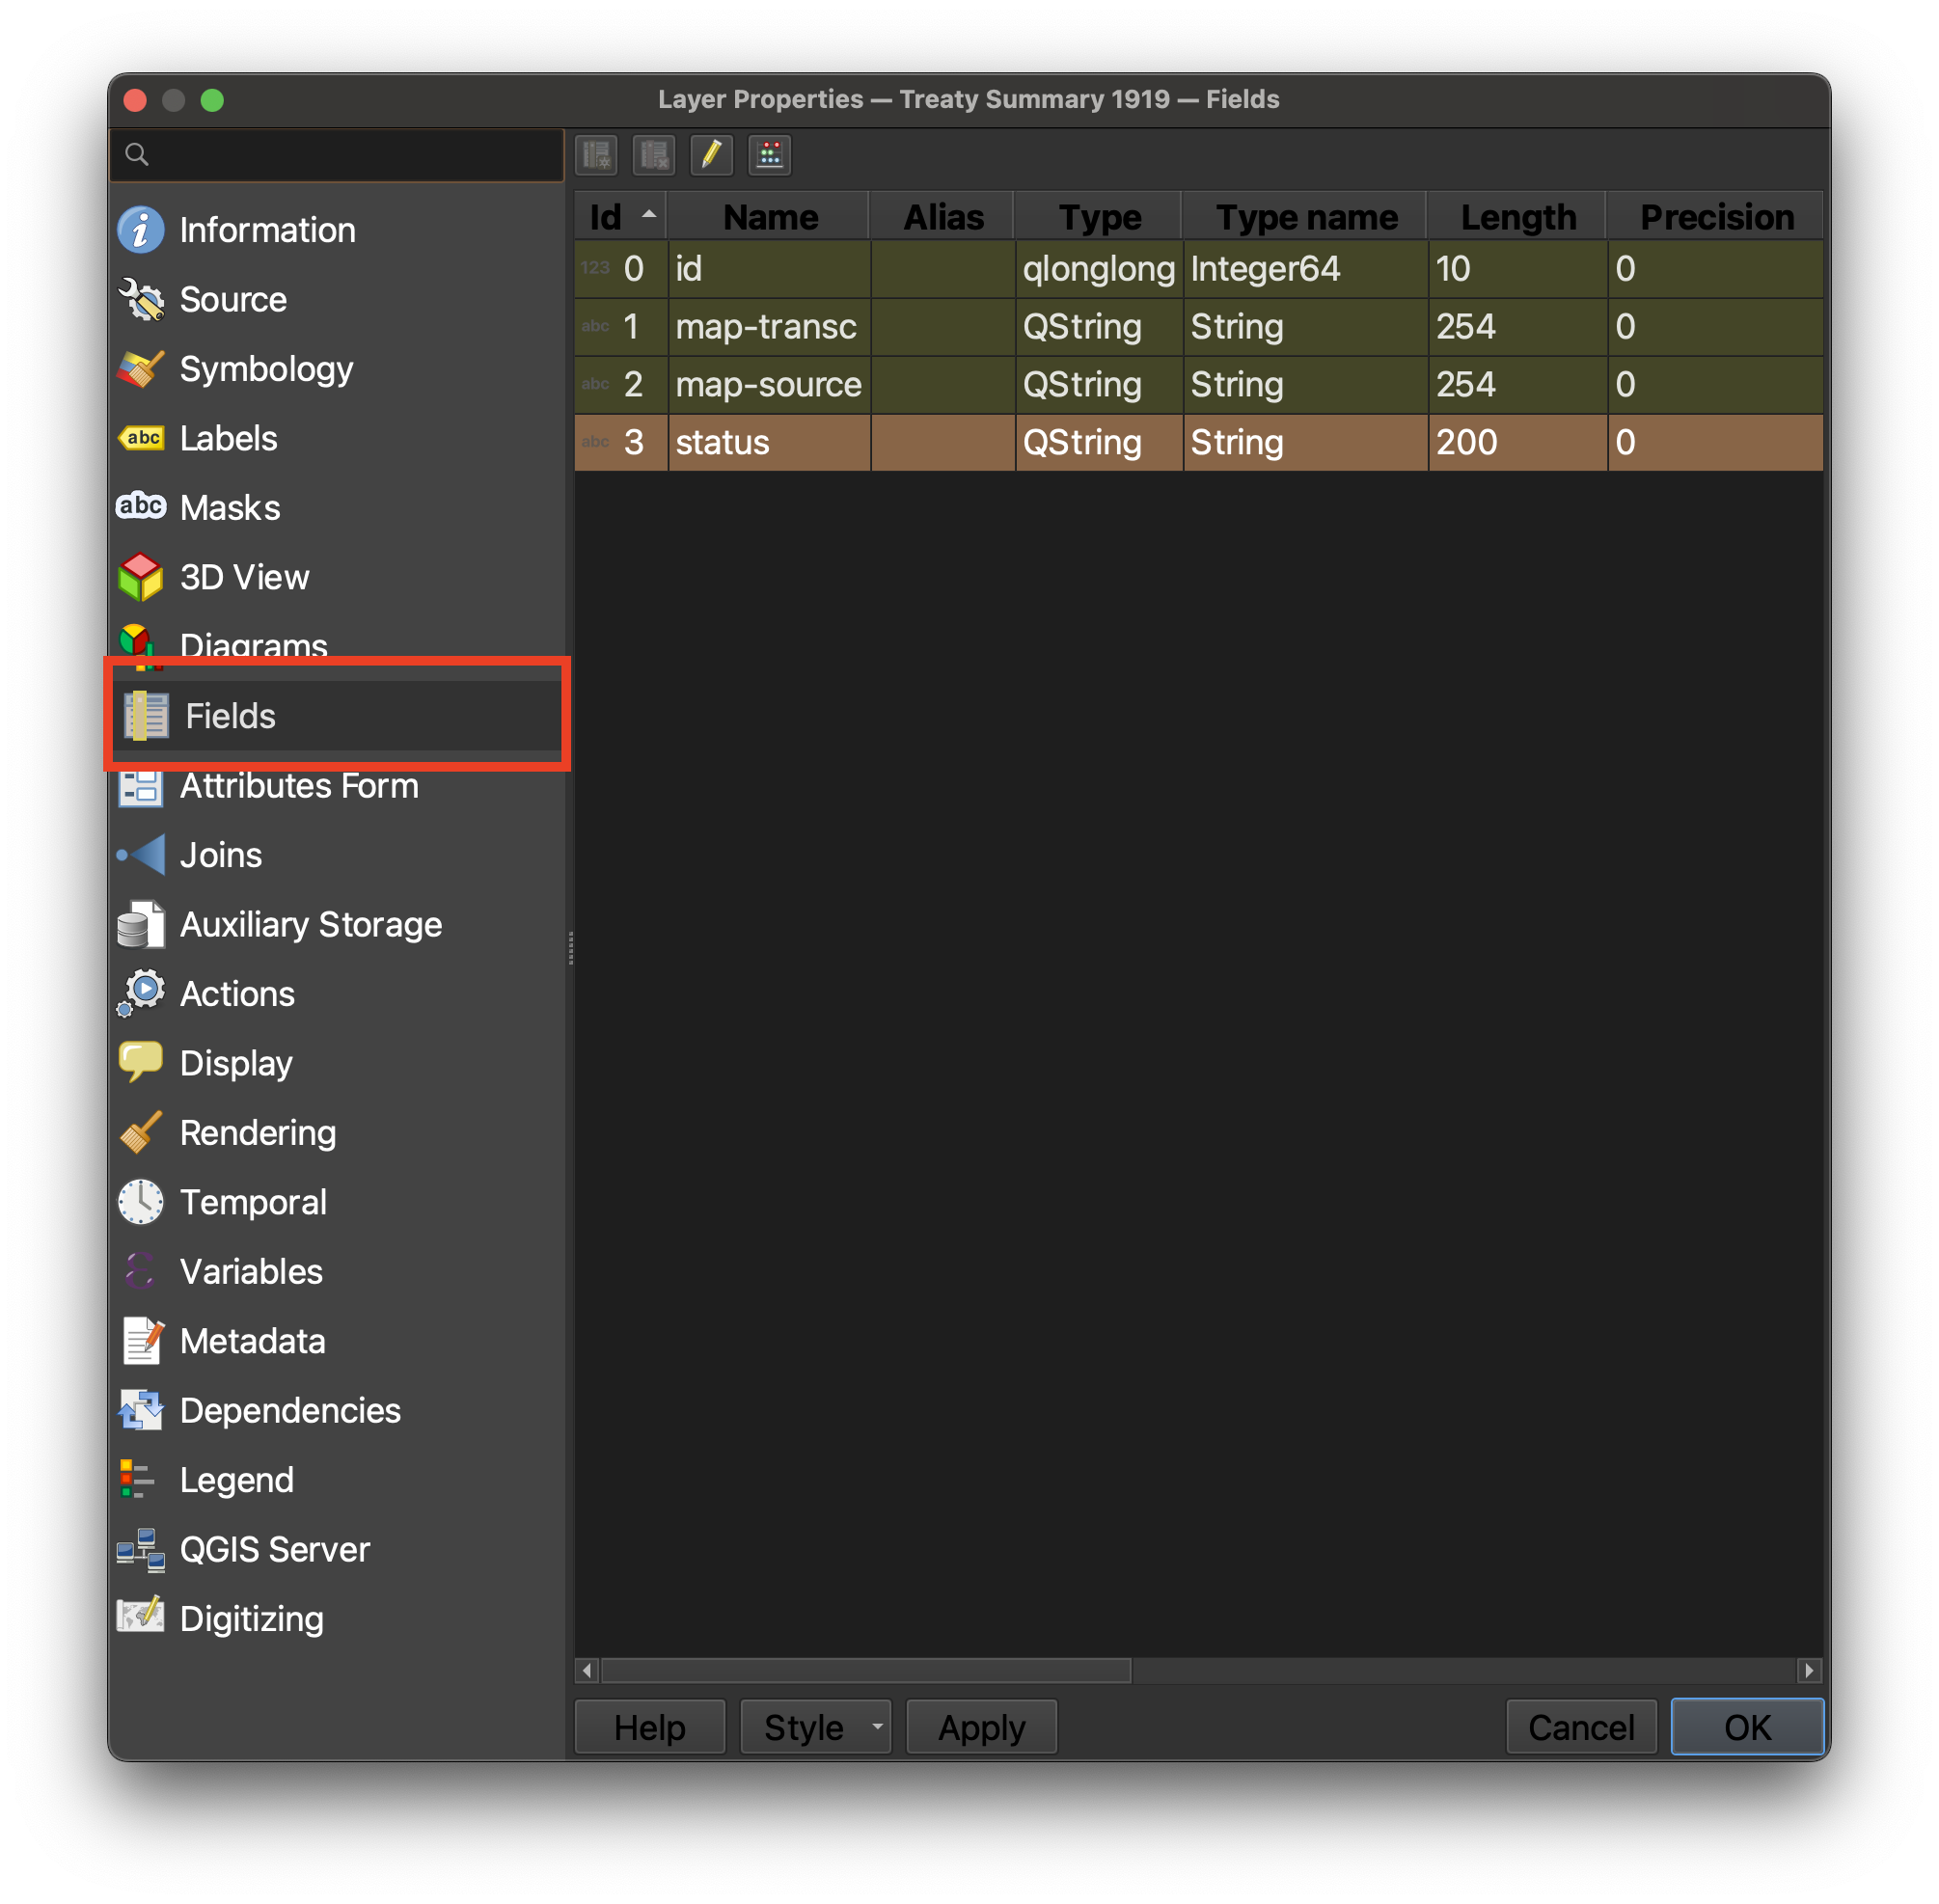 Layer Properties — Treaty Summary 1919 — Fields
Information
Source
Symbology
abc Labels
abc Masks
3D View
Diagrams
Fields
Attributes Form
Joins
Auxiliary Storage
Actions
Display
Rendering
Temporal
Variables
Metadata
Dependencies
Legend
QGIS Server
Digitizing
Id Name Alias Type Type name Length Precision
123 0 id qlonglong Integer64 10 0
abc 1 map-transc QString String 254 0
abc 2 map-source QString String 254 0
abc 3 status QString String 200 0
Help Style Apply Cancel OK